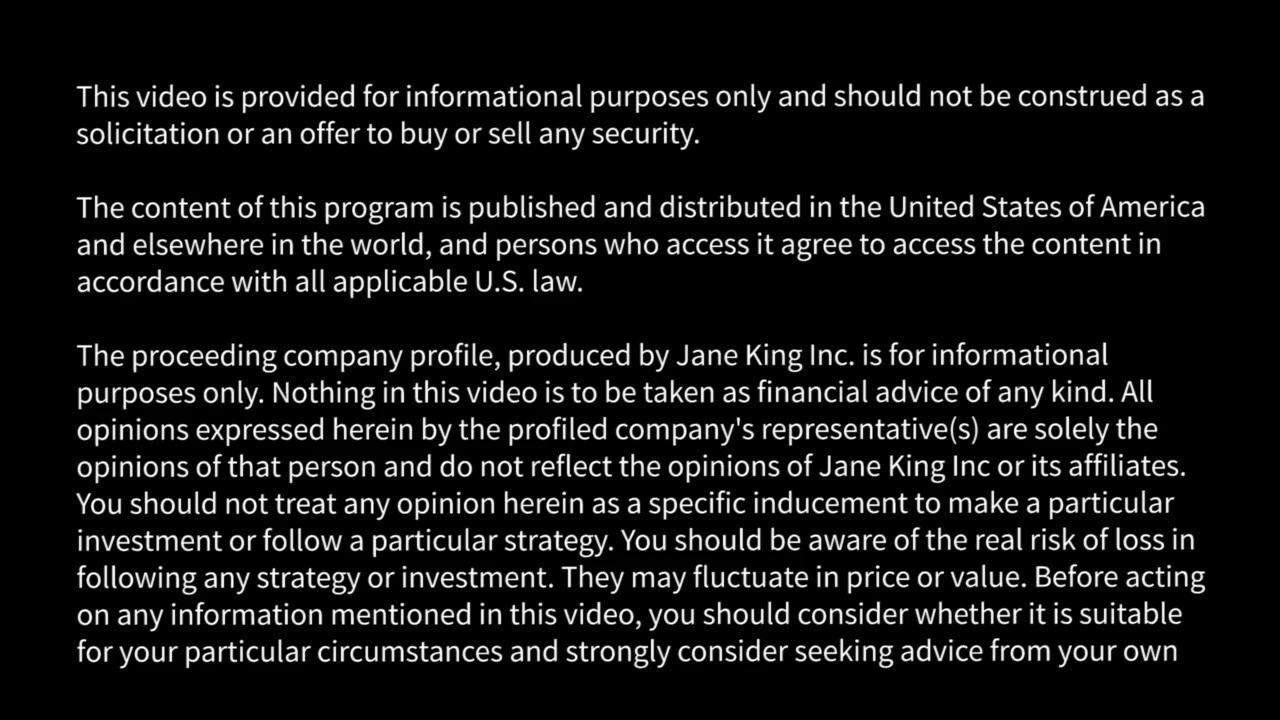 This video is provided for informational purposes only and should not be construed as a
solicitation or an offer to buy or sell any security.
The content of this program is published and distributed in the United States of America
and elsewhere in the world, and persons who access it agree to access the content in
accordance with all applicable U.S. law.
The proceeding company profile, produced by Jane King Inc. is for informational
purposes only. Nothing in this video is to be taken as financial advice of any kind. All
opinions expressed herein by the profiled company's representative(s) are solely the
opinions of that person and do not reflect the opinions of Jane King Inc or its affiliates.
You should not treat any opinion herein as a specific inducement to make a particular
investment or follow a particular strategy. You should be aware of the real risk of loss in
following any strategy or investment. They may fluctuate in price or value. Before acting
on any information mentioned in this video, you should consider whether it is suitable
for your particular circumstances and strongly consider seeking advice from your own